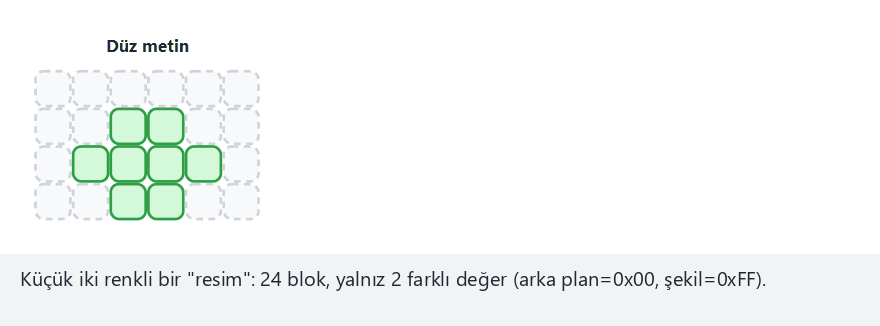 Düz metin
Küçük iki renkli bir "resim": 24 blok, yalnız 2 farklı değer (arka plan=0x00, şekil=0xFF).